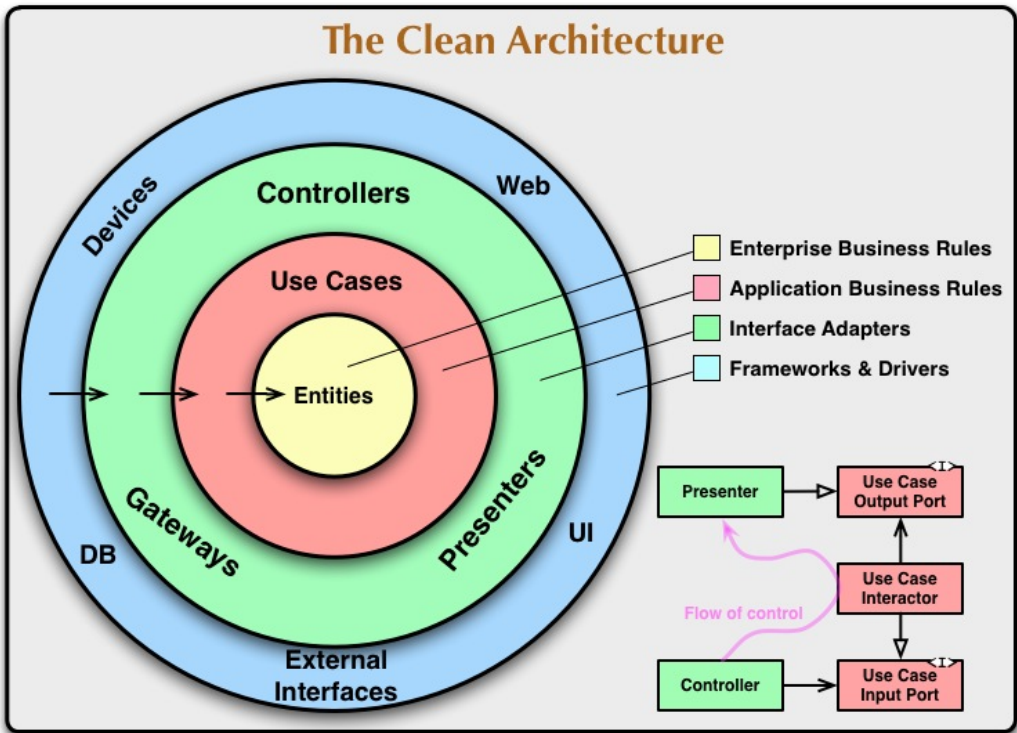 The Clean Architecture
Devices
Web
Controllers
Use Cases
Entities
Gateways
Presenters
DB
UI
External
Interfaces
Enterprise Business Rules
Application Business Rules
Interface Adapters
Frameworks & Drivers
Presenter
<I>
Use Case
Output Port
Flow of control
Use Case
Interactor
Controller
<I>
Use Case
Input Port